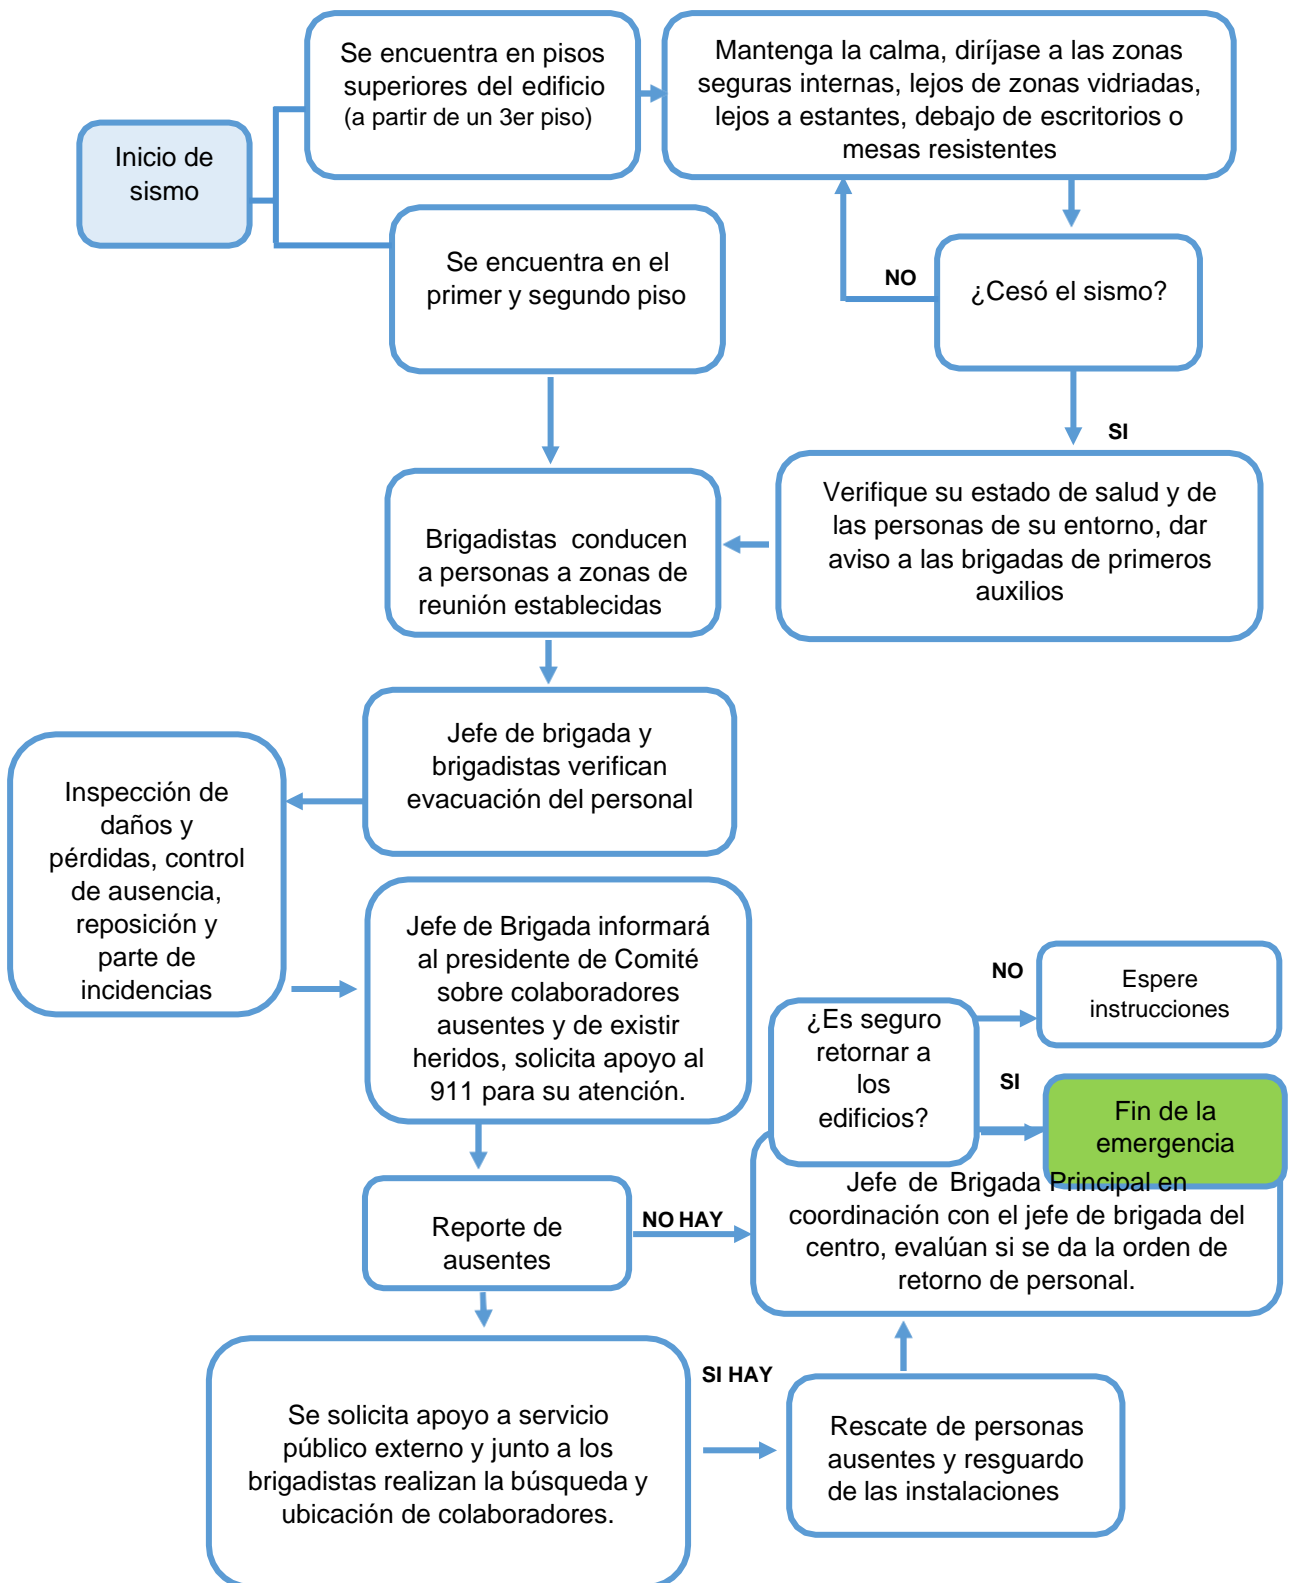 Se encuentra en pisos
superiores del edificio
(a partir de un 3er piso)
Mantenga la calma, diríjase a las zonas
seguras internas, lejos de zonas vidriadas,
lejos a estantes, debajo de escritorios o
mesas resistentes
Inicio de
sismo
Se encuentra en el
primer y segundo piso
NO
¿Cesó el sismo?
SI
Verifique su estado de salud y de
las personas de su entorno, dar
aviso a las brigadas de primeros
auxilios
Brigadistas conducen
a personas a zonas de
reunión establecidas
Jefe de brigada y
brigadistas verifican
evacuación del personal
Inspección de
daños y
pérdidas, control
de ausencia,
reposición y
parte de
incidencias
Jefe de Brigada informará
al presidente de Comité
sobre colaboradores
ausentes y de existir
heridos, solicita apoyo al
911 para su atención.
¿Es seguro
retornar a
los
edificios?
NO
Espere
instrucciones
SI
Fin de la
emergencia
Jefe de Brigada Principal en
coordinación con el jefe de brigada del
centro, evalúan si se da la orden de
retorno de personal.
Reporte de
ausentes
NO HAY
SI HAY
Se solicita apoyo a servicio
público externo y junto a los
brigadistas realizan la búsqueda y
ubicación de colaboradores.
Rescate de personas
ausentes y resguardo
de las instalaciones